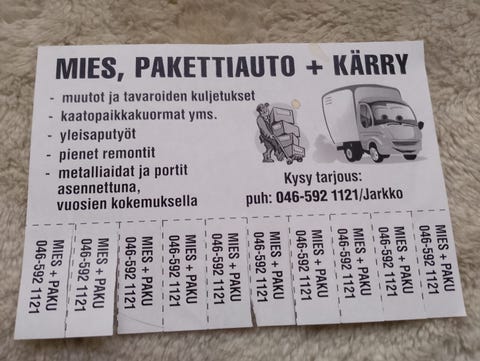 MIES, PAKETTIAUTO + KÄRRY
- muutot ja tavaroiden kuljetukset
- kaatopaikkakuormat yms.
- yleisaputyöt
- pienet remontit
- metalliaidat ja portit
asennettuna,
vuosien kokemuksella
Kysy tarjous:
puh: 046-592 1121/Jarkko
MIES + PAKU
046-592 1121
MIES + PAKU
046-592 1121
MIES + PAKU
046-592 1121
MIES + PAKU
046-592 1121
MIES + PAKU
046-592 1121
MIES + PAKU
046-592 1121
MIES + PAKU
046-592 1121
MIES + PAKU
046-592 1121
MIES + PAKU
046-592 1121
MIES + PAKU
046-592 1121